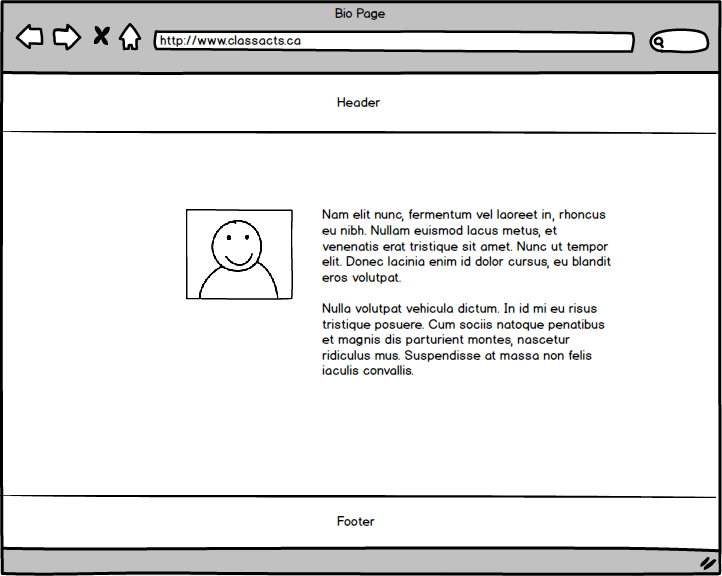 Bio Page
http://www.classacts.ca
Header
Nam elit nunc, fermentum vel laoreet in, rhoncus
eu nibh. Nullam euismod lacus metus, et
venenatis erat tristique sit amet. Nunc ut tempor
elit. Donec lacinia enim id dolor cursus, eu blandit
eros volutpat.
Nulla volutpat vehicula dictum. In id mi eu risus
tristique posuere. Cum sociis natoque penatibus
et magnis dis parturient montes, nascetur
ridiculus mus. Suspendisse at massa non felis
iaculis convallis.
Footer